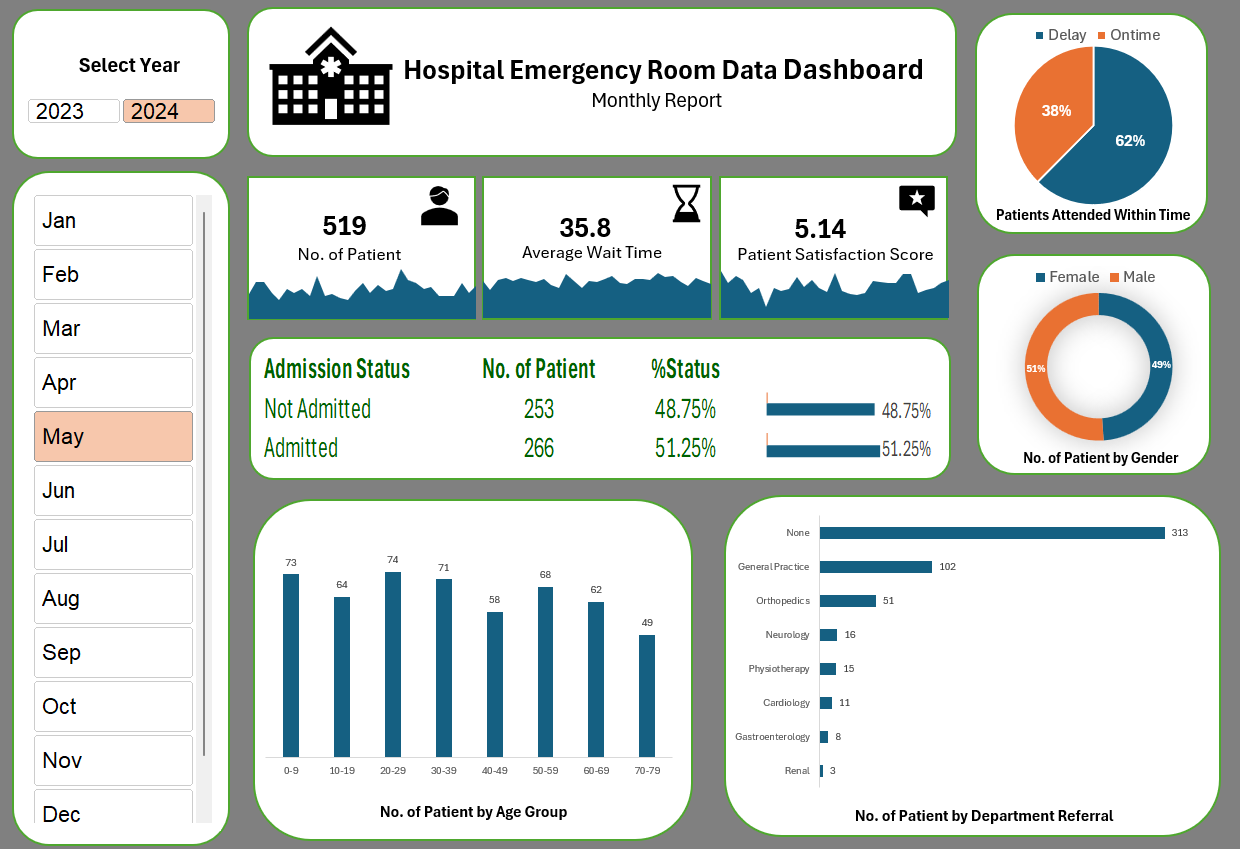 Select Year
2023 2024
Jan
Feb
Mar
Apr
May
Jun
Jul
Aug
Sep
Oct
Nov
Dec
Hospital Emergency Room Data Dashboard
Monthly Report
519
No. of Patient
35.8
Average Wait Time
5.14
Patient Satisfaction Score
Delay Ontime
38%
62%
Patients Attended Within Time
Female Male
51% 49%
No. of Patient by Gender
Admission Status No. of Patient %Status
Not Admitted 253 48.75% 48.75%
Admitted 266 51.25% 51.25%
73 64 74 71 58 68 62 49
0-9 10-19 20-29 30-39 40-49 50-59 60-69 70-79
No. of Patient by Age Group
None 313
General Practice 102
Orthopedics 51
Neurology 16
Physiotherapy 15
Cardiology 11
Gastroenterology 8
Renal 3
No. of Patient by Department Referral